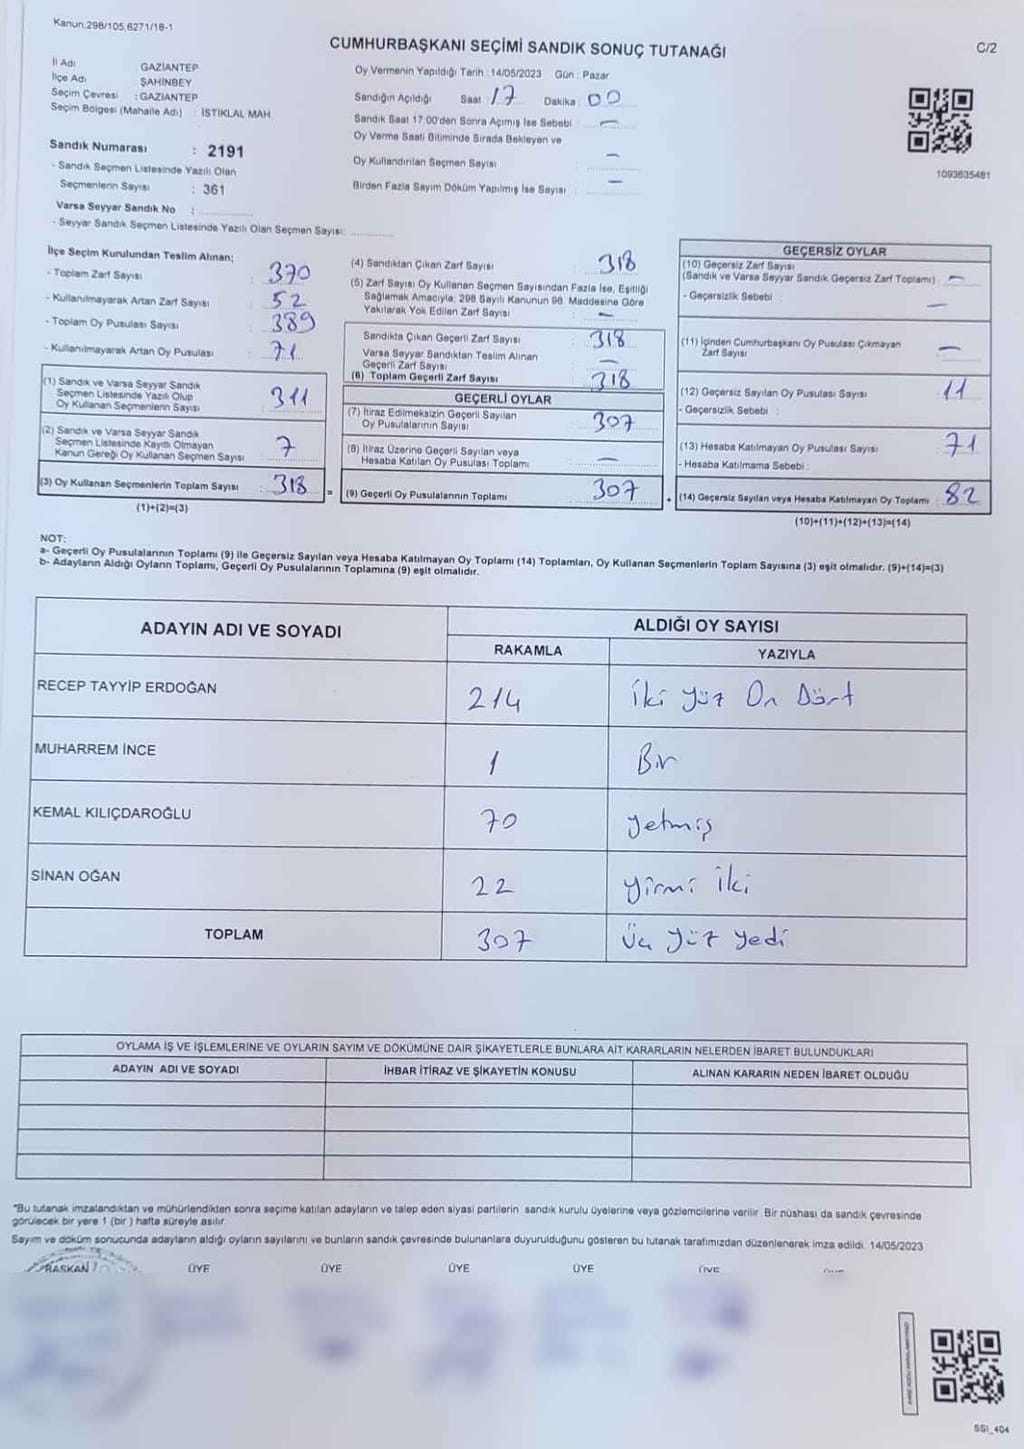 Kanun.298/105,6271/18-1
CUMHURBAŞKANI SEÇİMİ SANDIK SONUÇ TUTANAĞI
C/2
İl Adı GAZİANTEP
İlçe Adı ŞAHİNBEY
Seçim Çevresi : GAZİANTEP
Seçim Bölgesi (Mahalle Adı) : İSTİKLAL MAH.
Oy Vermenin Yapıldığı Tarih : 14/05/2023 Gün : Pazar
Sandığın Açıldığı Saat : 17 Dakika : 00
Sandık Saat 17:00'den Sonra Açımış İse Sebebi : —
Oy Verme Saati Bitiminde Sırada Bekleyen ve
Oy Kullandırılan Seçmen Sayısı : —
Birden Fazla Sayım Döküm Yapılmış İse Sayısı : —
1093635481
Sandık Numarası : 2191
- Sandık Seçmen Listesinde Yazılı Olan
Seçmenlerin Sayısı : 361
Varsa Seyyar Sandık No :
- Seyyar Sandık Seçmen Listesinde Yazılı Olan Seçmen Sayısı:
İlçe Seçim Kurulundan Teslim Alınan;
- Toplam Zarf Sayısı : 370
- Kullanılmayarak Artan Zarf Sayısı : 52
- Toplam Oy Pusulası Sayısı : 389
- Kullanılmayarak Artan Oy Pusulası : 71
(1) Sandık ve Varsa Seyyar Sandık
Seçmen Listesinde Yazılı Olup
Oy Kullanan Seçmenlerin Sayısı : 311
(2) Sandık ve Varsa Seyyar Sandık
Seçmen Listesinde Kayıtlı Olmayan
Kanun Gereği Oy Kullanan Seçmen Sayısı : 7
(3) Oy Kullanan Seçmenlerin Toplam Sayısı : 318 =
(1)+(2)=(3)
(4) Sandıktan Çıkan Zarf Sayısı : 318
(5) Zarf Sayısı Oy Kullanan Seçmen Sayısından Fazla İse, Eşitliği
Sağlamak Amacıyla, 298 Sayılı Kanunun 98. Maddesine Göre
Yakılarak Yok Edilen Zarf Sayısı : —
Sandıkta Çıkan Geçerli Zarf Sayısı : 318
Varsa Seyyar Sandıktan Teslim Alınan
Geçerli Zarf Sayısı : —
(6) Toplam Geçerli Zarf Sayısı : 318
GEÇERLİ OYLAR
(7) İtiraz Edilmeksizin Geçerli Sayılan
Oy Pusulalarının Sayısı : 307
(8) İtiraz Üzerine Geçerli Sayılan veya
Hesaba Katılan Oy Pusulası Toplamı : —
(9) Geçerli Oy Pusulalarının Toplamı : 307 +
GEÇERSİZ OYLAR
(10) Geçersiz Zarf Sayısı
(Sandık ve Varsa Seyyar Sandık Geçersiz Zarf Toplamı) : —
- Geçersizlik Sebebi : —
(11) İçinden Cumhurbaşkanı Oy Pusulası Çıkmayan
Zarf Sayısı : —
(12) Geçersiz Sayılan Oy Pusulası Sayısı : 11
- Geçersizlik Sebebi :
(13) Hesaba Katılmayan Oy Pusulası Sayısı : 71
- Hesaba Katılmama Sebebi :
(14) Geçersiz Sayılan veya Hesaba Katılmayan Oy Toplamı : 82
(10)+(11)+(12)+(13)=(14)
NOT:
a- Geçerli Oy Pusulalarının Toplamı (9) ile Geçersiz Sayılan veya Hesaba Katılmayan Oy Toplamı (14) Toplamları, Oy Kullanan Seçmenlerin Toplam Sayısına (3) eşit olmalıdır. (9)+(14)=(3)
b- Adayların Aldığı Oyların Toplamı, Geçerli Oy Pusulalarının Toplamına (9) eşit olmalıdır.
ADAYIN ADI VE SOYADI
ALDIĞI OY SAYISI
RAKAMLA YAZIYLA
RECEP TAYYİP ERDOĞAN 214 İki yüz On Dört
MUHARREM İNCE 1 Bir
KEMAL KILIÇDAROĞLU 70 yetmiş
SİNAN OĞAN 22 yirmi İki
TOPLAM 307 Üç yüz yedi
OYLAMA İŞ VE İŞLEMLERİNE VE OYLARIN SAYIM VE DÖKÜMÜNE DAİR ŞİKAYETLERLE BUNLARA AİT KARARLARIN NELERDEN İBARET BULUNDUKLARI
ADAYIN ADI VE SOYADI İHBAR İTİRAZ VE ŞİKAYETİN KONUSU ALINAN KARARIN NEDEN İBARET OLDUĞU
*Bu tutanak imzalandıktan ve mühürlendikten sonra seçime katılan adayların ve talep eden siyasi partilerin sandık kurulu üyelerine veya gözlemcilerine verilir. Bir nüshası da sandık çevresinde
görülecek bir yere 1 (bir ) hafta süreyle asılır.
Sayım ve döküm sonucunda adayların aldığı oyların sayılarını ve bunların sandık çevresinde bulunanlara duyurulduğunu gösteren bu tutanak tarafımızdan düzenlenerek imza edildi. 14/05/2023
BAŞKAN ÜYE ÜYE ÜYE ÜYE ÜYE
SSI_404